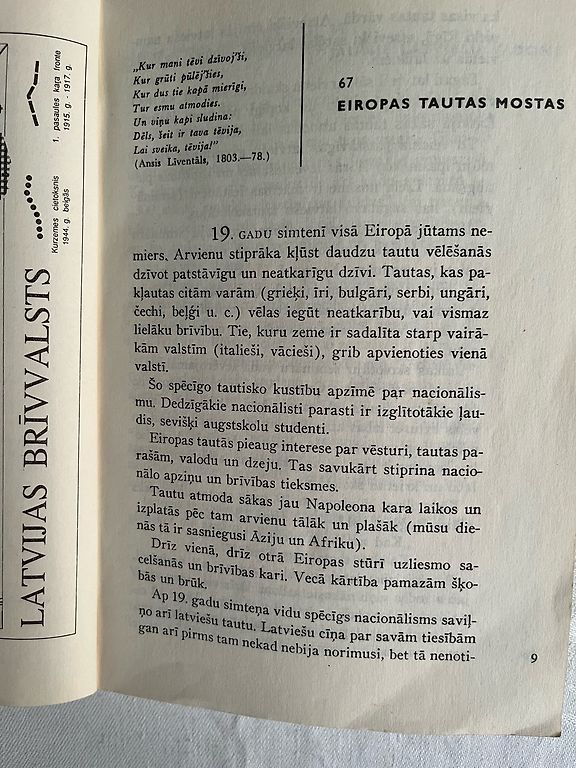 LATVIJAS BRĪVVALSTS
Kurzemes cietoksnis
1944. g. beigās
1. pasaules kaŗa fronte
1915. g. - 1917. g.
„Kur mani tēvi dzīvoj'ši,
Kur grūti pūlēj'šies,
Kur dus tie kapā mierīgi,
Tur esmu atmodies.
Un viņu kapi sludina:
Dēls, šeit ir tava tēvija,
Lai sveika, tēvija!"
(Ansis Līventāls, 1803.—78.)
67
EIROPAS TAUTAS MOSTAS
19. GADU simtenī visā Eiropā jūtams ne-
miers. Arvienu stiprāka kļūst daudzu tautu vēlēšanās
dzīvot patstāvīgu un neatkarīgu dzīvi. Tautas, kas pa-
kļautas citām varām (grieķi, īri, bulgāri, serbi, ungāri,
čechi, beļģi u. c.) vēlas iegūt neatkarību, vai vismaz
lielāku brīvību. Tie, kuru zeme ir sadalīta starp vairā-
kām valstīm (italieši, vācieši), grib apvienoties vienā
valstī.
Šo spēcīgo tautisko kustību apzīmē par nacionālis-
mu. Dedzīgākie nacionālisti parasti ir izglītotākie ļau-
dis, sevišķi augstskolu studenti.
Eiropas tautās pieaug interese par vēsturi, tautas pa-
rašām, valodu un dzeju. Tas savukārt stiprina nacio-
nālo apziņu un brīvības tieksmes.
Tautu atmoda sākas jau Napoleona kara laikos un
izplatās pēc tam arvienu tālāk un plašāk (mūsu die-
nās tā ir sasniegusi Āziju un Afriku).
Drīz vienā, drīz otrā Eiropas stūrī uzliesmo sa-
celšanās un brīvības kari. Vecā kārtība pamazām šķo-
bās un brūk.
Ap 19. gadu simteņa vidu spēcīgs nacionālisms saviļ-
ņo arī latviešu tautu. Latviešu cīņa par savām tiesībām
gan arī pirms tam nekad nebija norimusi, bet tā nenoti-
9